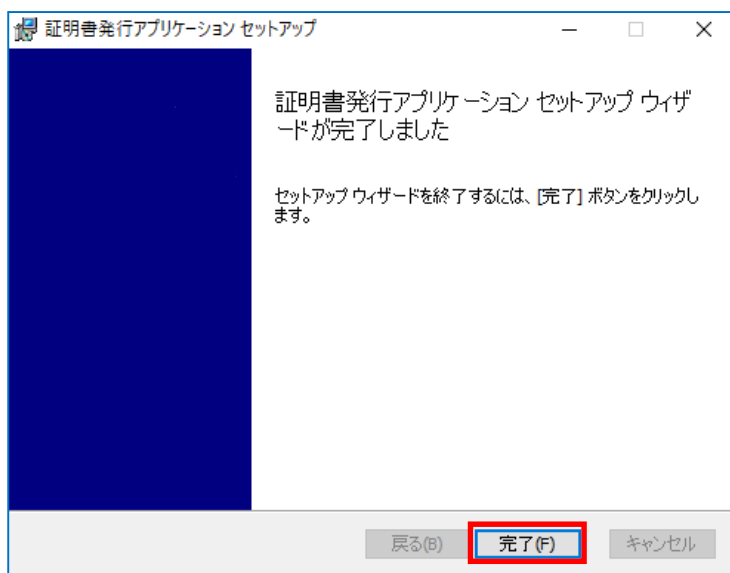 証明書発行アプリケーション セットアップ
証明書発行アプリケーション セットアップ ウィザ
ードが完了しました
セットアップ ウィザードを終了するには、[完了] ボタンをクリックし
ます。
戻る(B) 完了(F) キャンセル